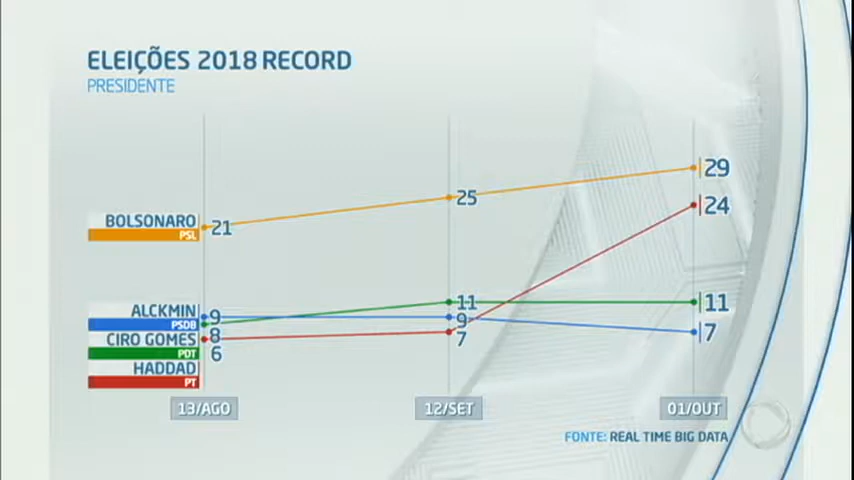 ELEIÇÕES 2018 RECORD
PRESIDENTE
29
24
25
BOLSONARO 21
PSL
ALCKMIN 9 11 11
PSDB 9
CIRO GOMES 8 7 7
PDT 6
HADDAD
PT
13/AGO 12/SET 01/OUT
FONTE: REAL TIME BIG DATA